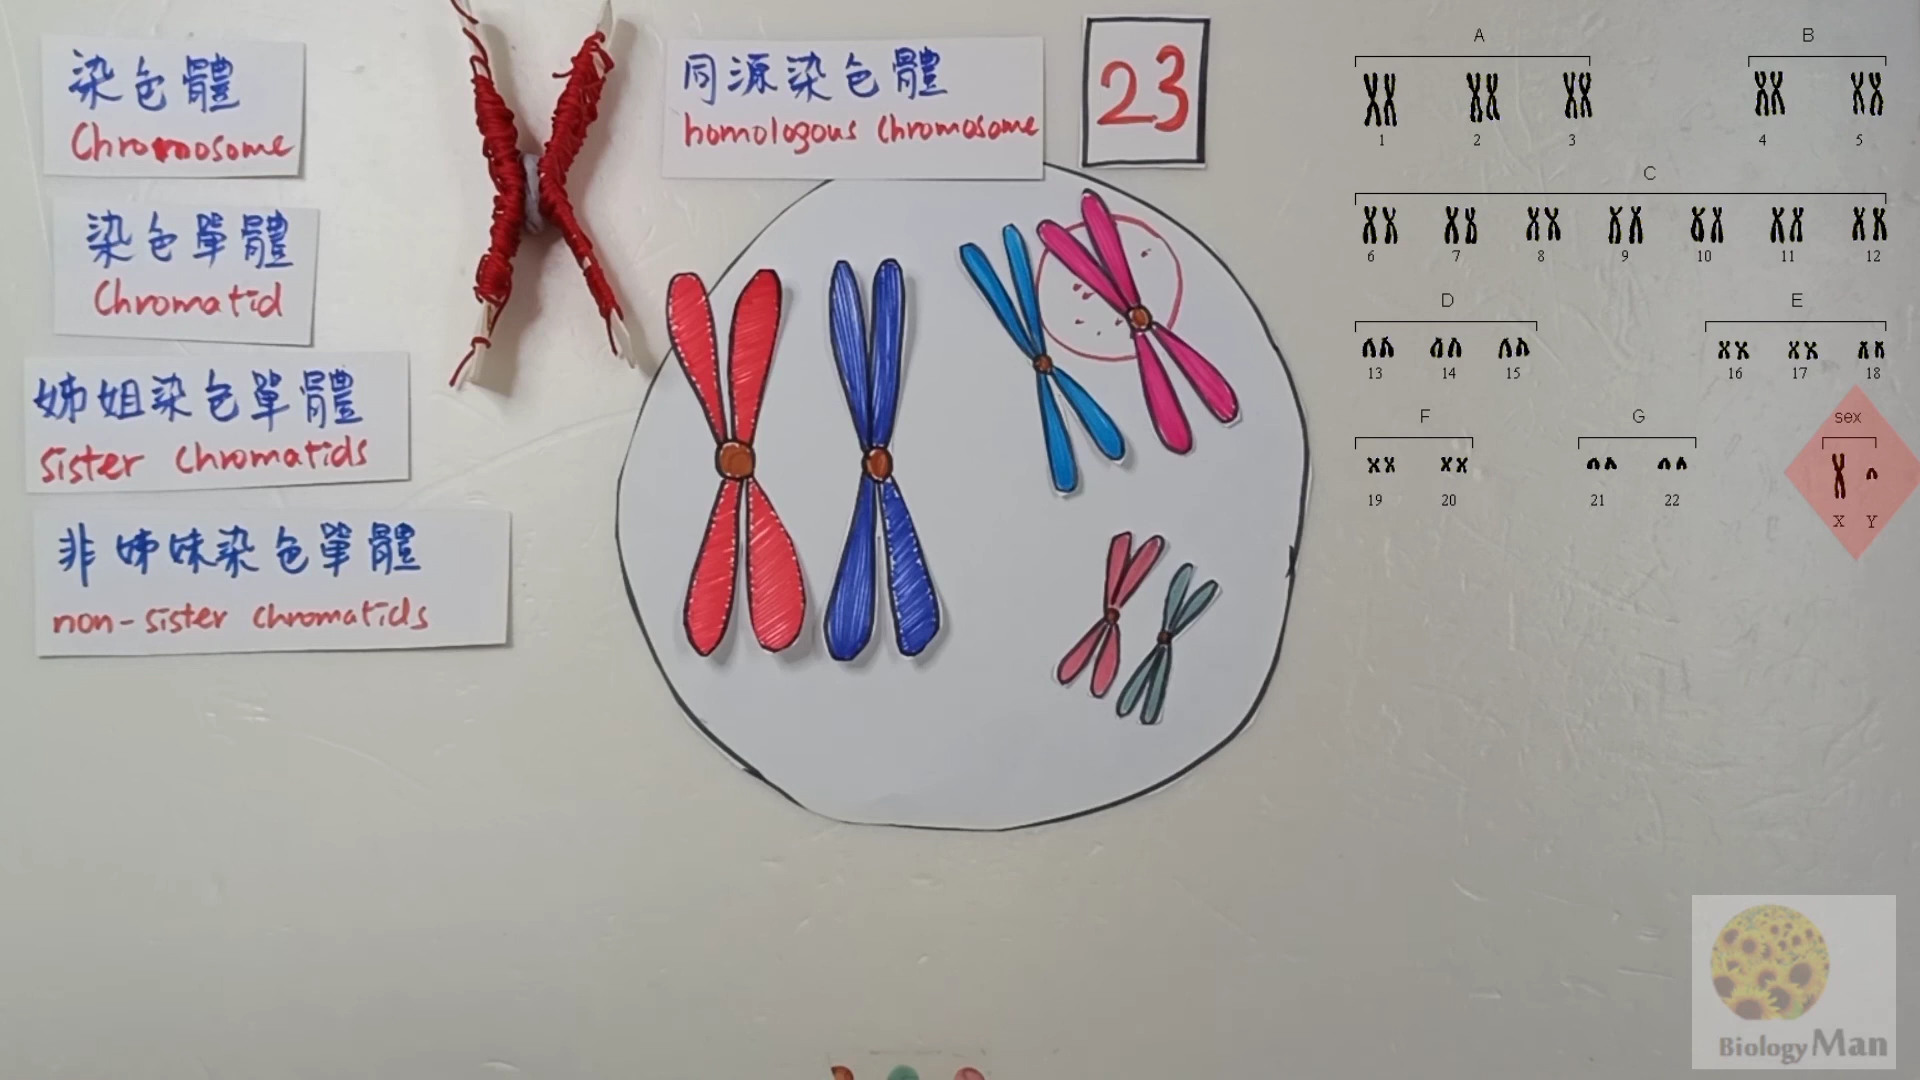 染色體
Chromosome
染色單體
Chromatid
姊姐染色單體
sister chromatids
非姊妹染色單體
non-sister chromatids
同源染色體
homologous chromosome
23
A B
1 2 3 4 5
C
6 7 8 9 10 11 12
D E
13 14 15 16 17 18
F G sex
19 20 21 22 X Y
Biology Man